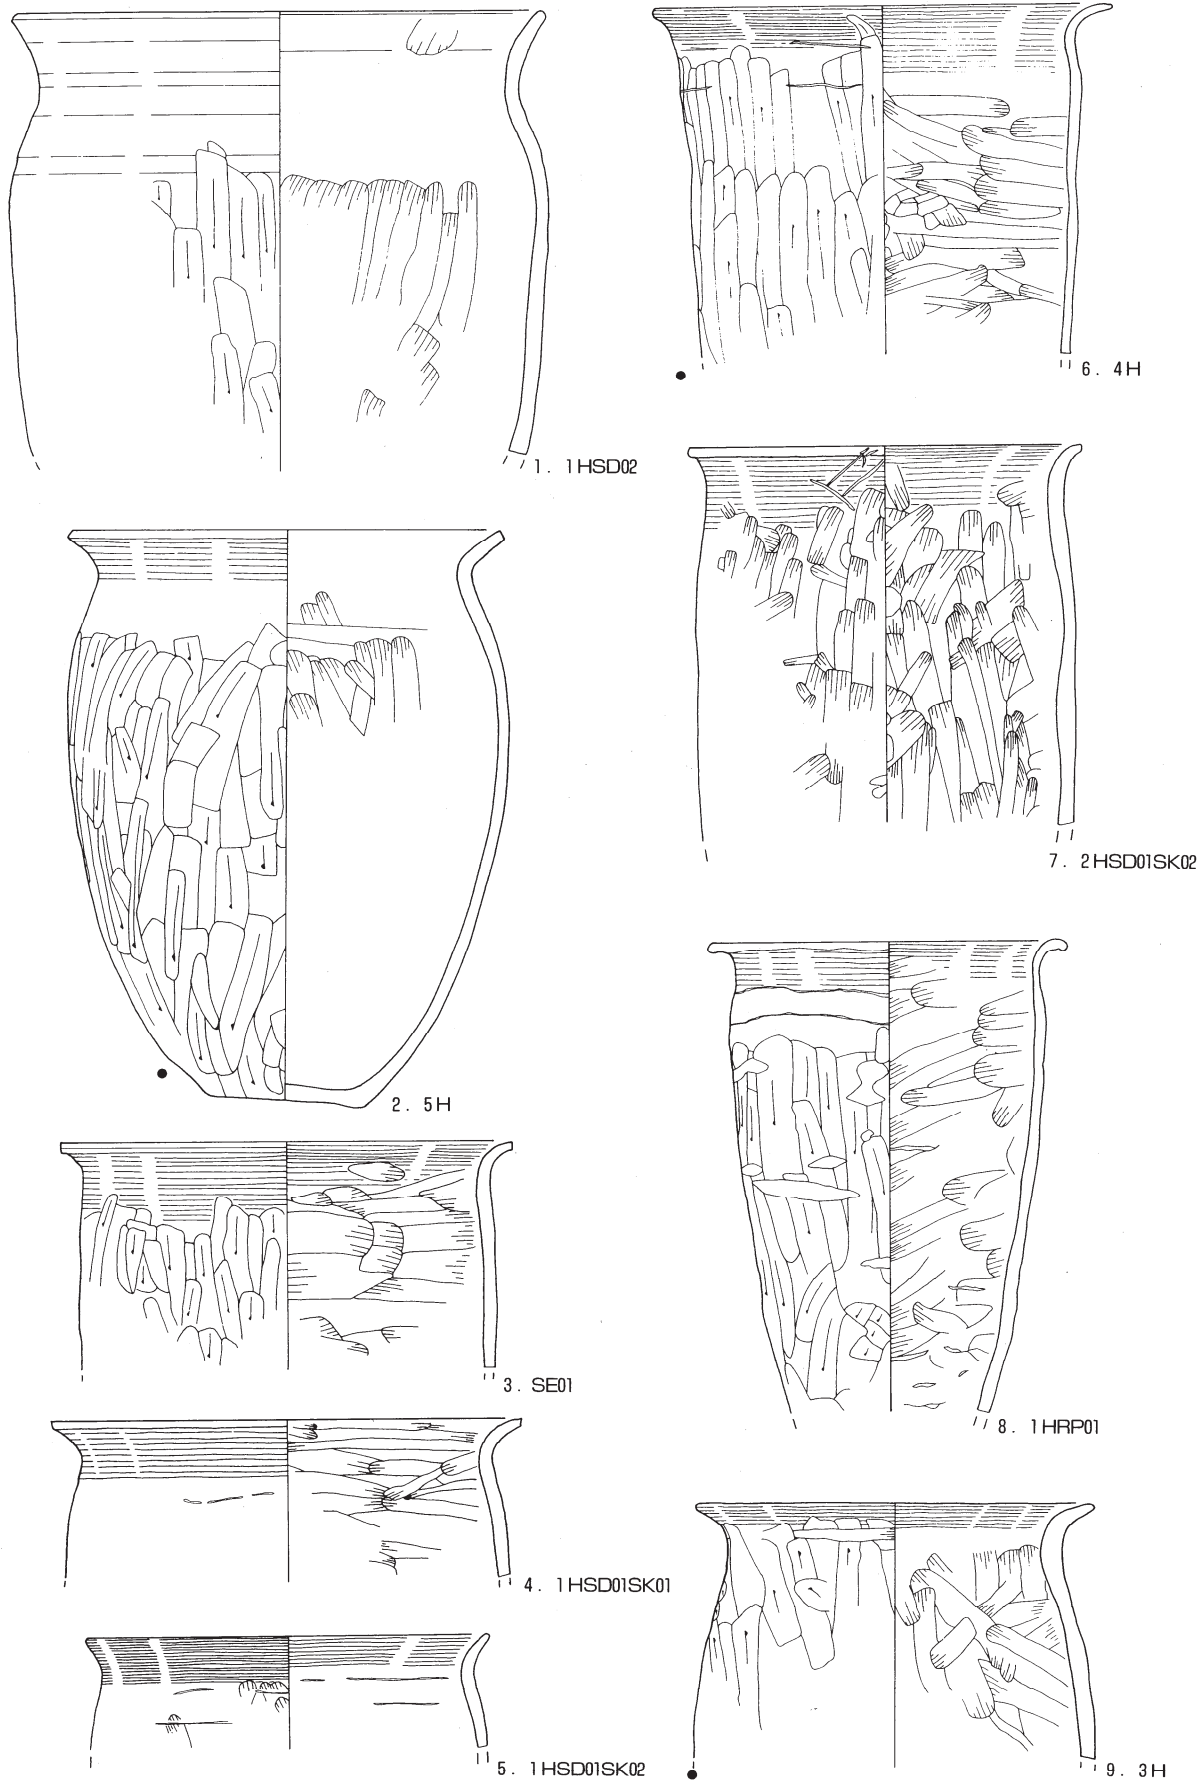 1. 1HSD02
2. 5H
3. SE01
4. 1HSD01SK01
5. 1HSD01SK02
6. 4H
7. 2HSD01SK02
8. 1HRP01
9. 3H